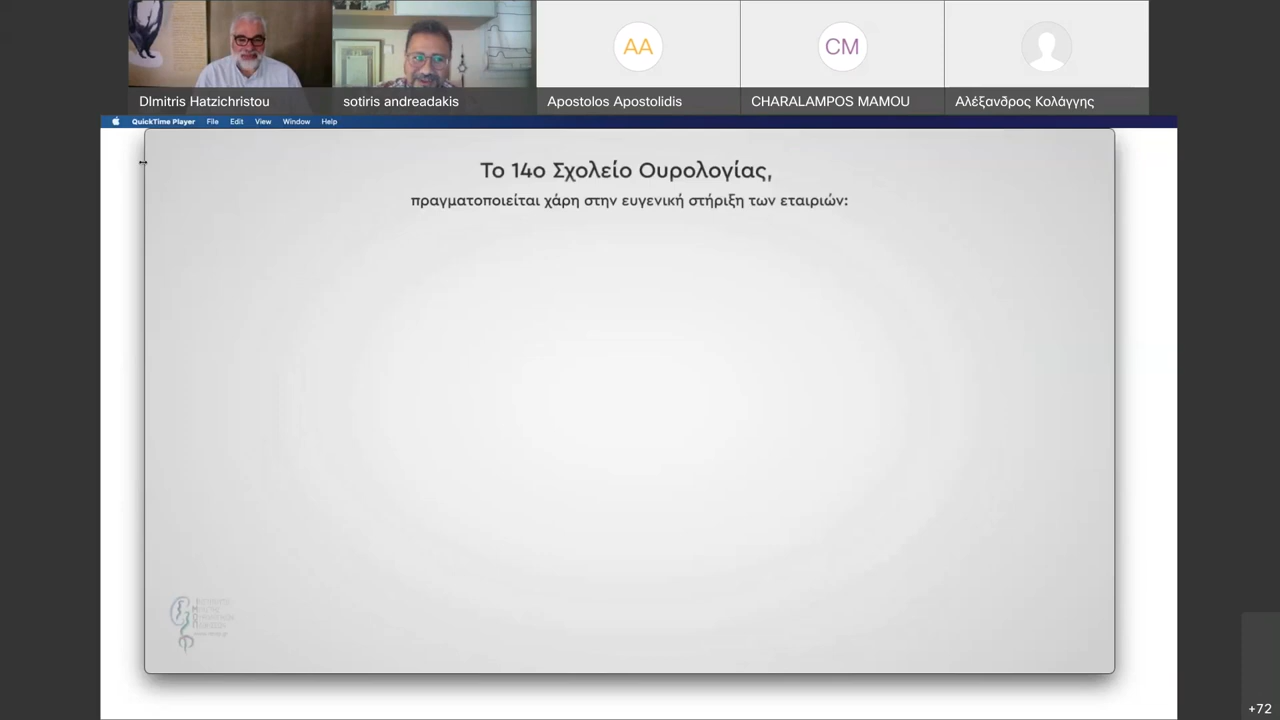 AA
CM
DImitris Hatzichristou
sotiris andreadakis
Apostolos Apostolidis
CHARALAMPOS MAMOU
Αλέξανδρος Κολάγγης
QuickTime Player File Edit View Window Help
Το 14ο Σχολείο Ουρολογίας,
πραγματοποιείται χάρη στην ευγενική στήριξη των εταιριών:
+72